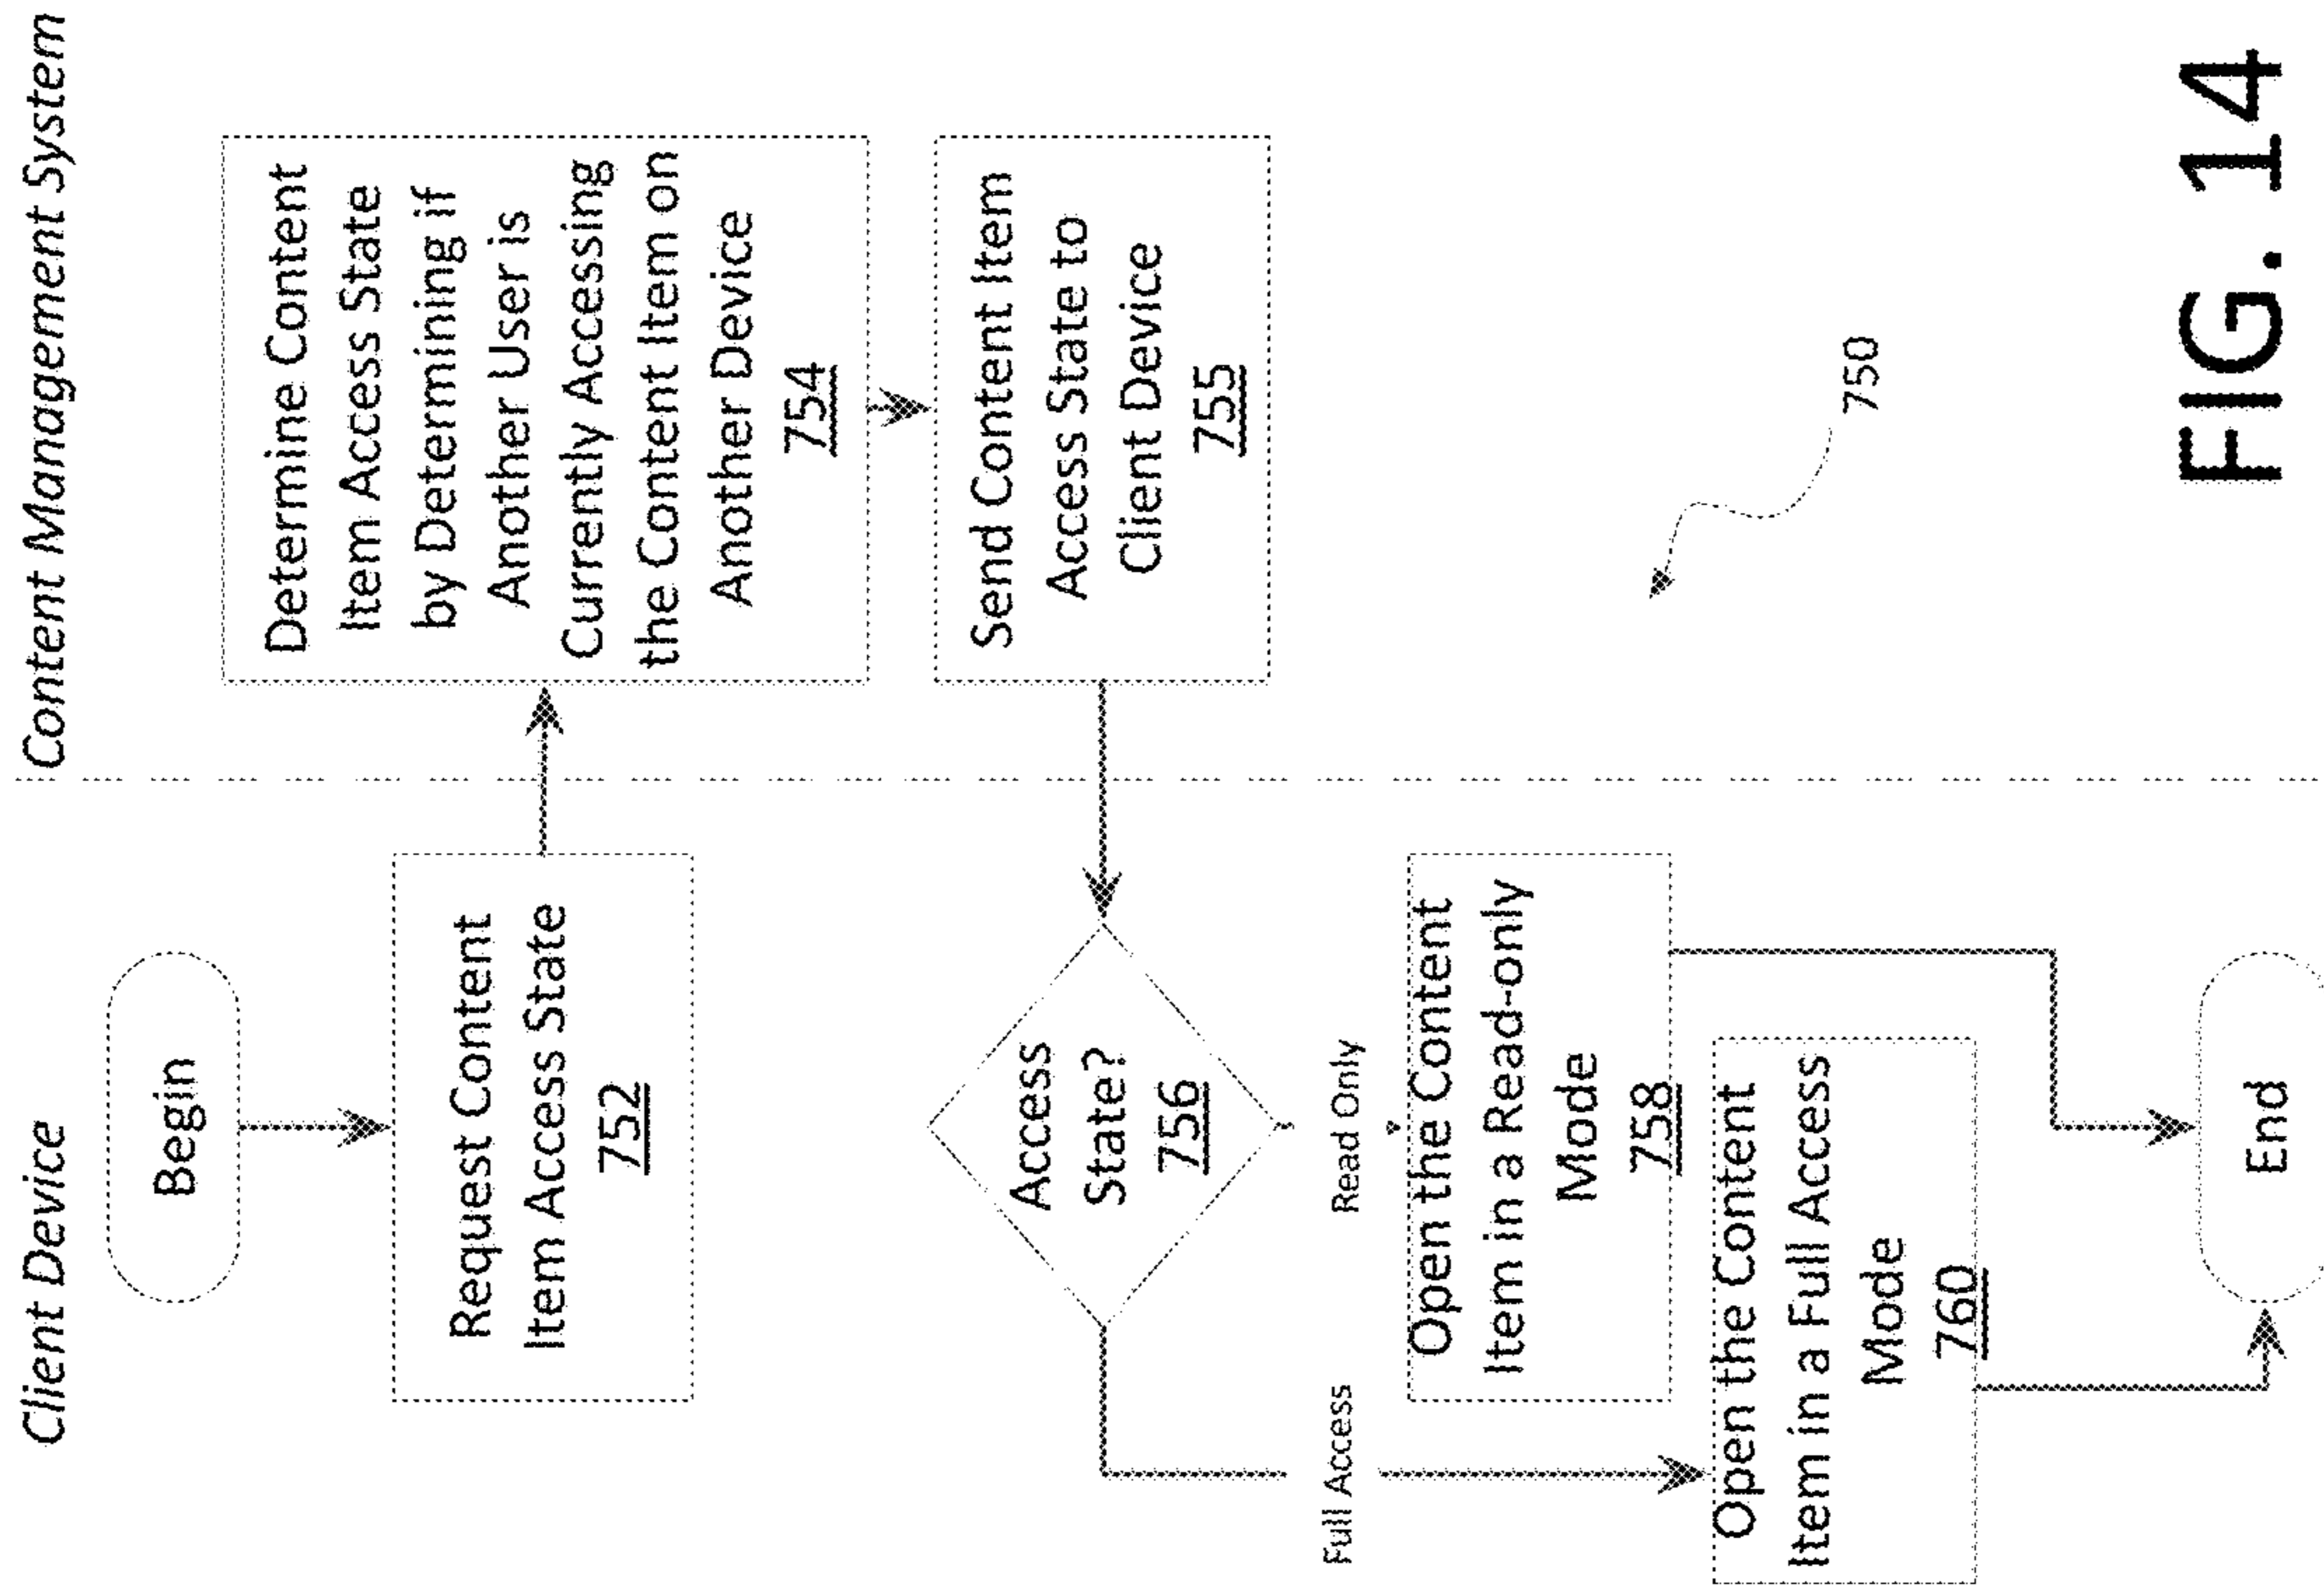 Client Device
Content Management System
Begin
Request Content
Item Access State
752
Determine Content
Item Access State
by Determining if
Another User is
Currently Accessing
the Content Item on
Another Device
754
Send Content Item
Access State to
Client Device
755
Access
State?
756
Read Only
Full Access
Open the Content
Item in a Read-only
Mode
758
Open the Content
Item in a Full Access
Mode
760
End
750
FIG. 14